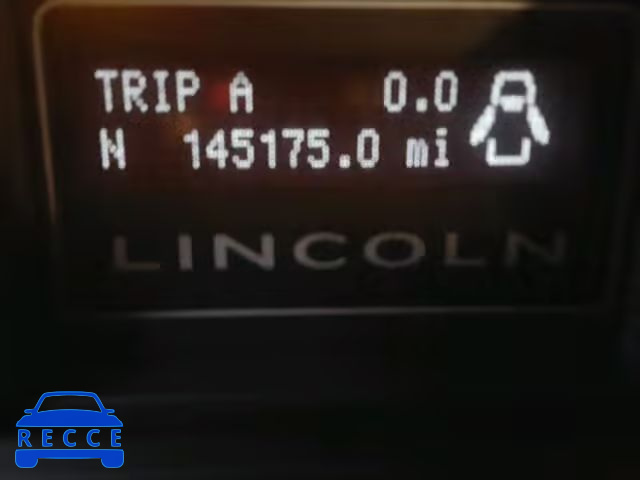 TRIP A 0.0
N 145175.0 mi
LINCOLN
RECCE